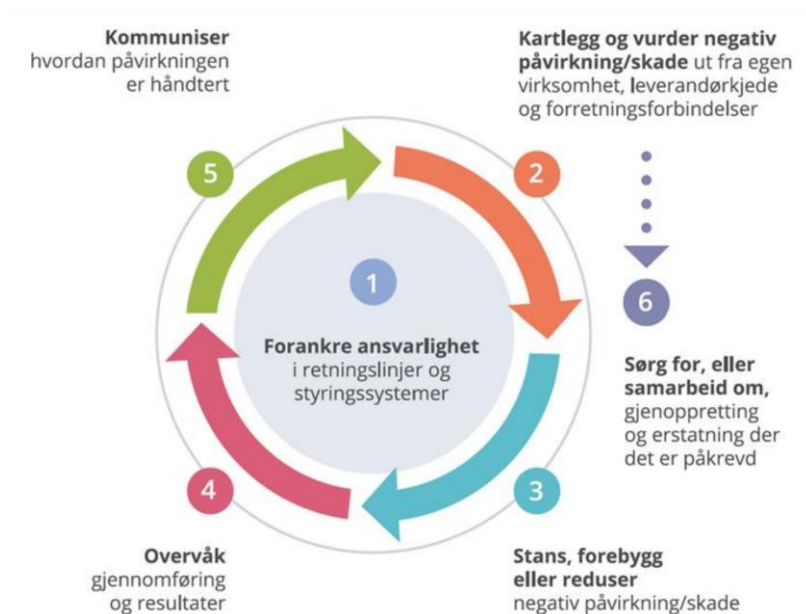 Kommuniser
hvordan påvirkningen
er håndtert
Kartlegg og vurder negativ
påvirkning/skade ut fra egen
virksomhet, leverandørkjede
og forretningsforbindelser
5
2
1
Forankre ansvarlighet
i retningslinjer og
styringssystemer
6
Sørg for, eller
samarbeid om,
gjenoppretting
og erstatning der
det er påkrevd
4
3
Overvåk
gjennomføring
og resultater
Stans, forebygg
eller reduser
negativ påvirkning/skade